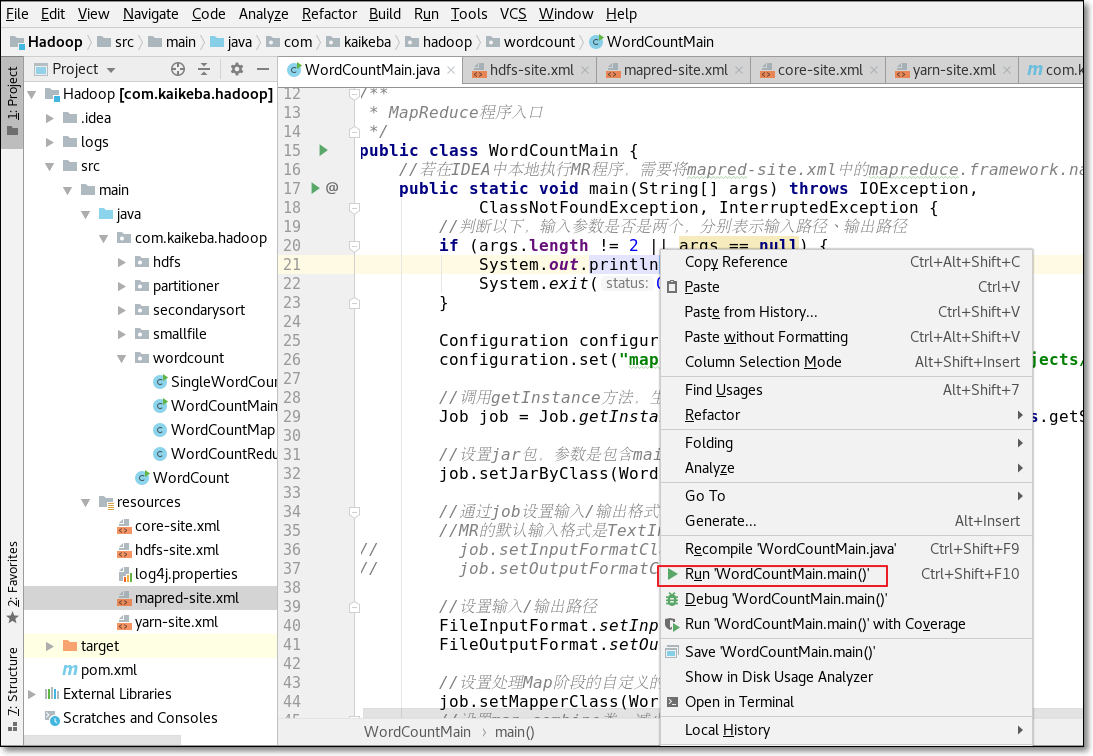 File Edit View Navigate Code Analyze Refactor Build Run Tools VCS Window Help
Hadoop src main java com kaikeba hadoop wordcount WordCountMain
1: Project
2: Favorites
7: Structure
Project
Hadoop [com.kaikeba.hadoop]
.idea
logs
src
main
java
com.kaikeba.hadoop
hdfs
partitioner
secondarysort
smallfile
wordcount
SingleWordCou
WordCountMain
WordCountMap
WordCountRedu
WordCount
resources
core-site.xml
hdfs-site.xml
log4j.properties
mapred-site.xml
yarn-site.xml
target
pom.xml
External Libraries
Scratches and Consoles
WordCountMain.java hdfs-site.xml mapred-site.xml core-site.xml yarn-site.xml com.k
12 /**
13 * MapReduce程序入口
14 */
15 public class WordCountMain {
16 //若在IDEA中本地执行MR程序，需要将mapred-site.xml中的mapreduce.framework.na
17 @ public static void main(String[] args) throws IOException,
18 ClassNotFoundException, InterruptedException {
19 //判断以下，输入参数是否是两个，分别表示输入路径、输出路径
20 if (args.length != 2 || args == null) {
21 System.out.println
22 System.exit( status: 0
23 }
24
25 Configuration configur
26 configuration.set("map jects/
27
28 //调用getInstance方法，生
29 Job job = Job.getInsta s.getS
30
31 //设置jar包，参数是包含mai
32 job.setJarByClass(Word
33
34 //通过job设置输入/输出格式
35 //MR的默认输入格式是TextIn
36 // job.setInputFormatCla
37 // job.setOutputFormatC
38
39 //设置输入/输出路径
40 FileInputFormat.setInp
41 FileOutputFormat.setOu
42
43 //设置处理Map阶段的自定义的
44 job.setMapperClass(Wor
WordCountMain main()
Copy Reference Ctrl+Alt+Shift+C
Paste Ctrl+V
Paste from History... Ctrl+Shift+V
Paste without Formatting Ctrl+Alt+Shift+V
Column Selection Mode Alt+Shift+Insert
Find Usages Alt+Shift+7
Refactor
Folding
Analyze
Go To
Generate... Alt+Insert
Recompile 'WordCountMain.java' Ctrl+Shift+F9
Run 'WordCountMain.main()' Ctrl+Shift+F10
Debug 'WordCountMain.main()'
Run 'WordCountMain.main()' with Coverage
Save 'WordCountMain.main()'
Show in Disk Usage Analyzer
Open in Terminal
Local History